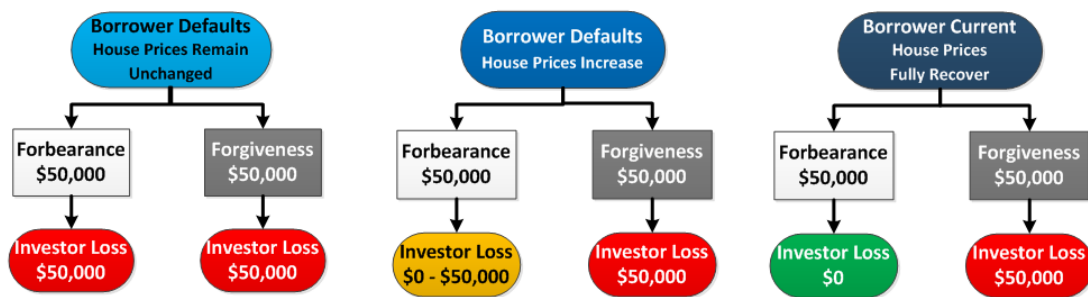 Borrower Defaults
House Prices Remain
Unchanged
Forbearance
$50,000
Forgiveness
$50,000
Investor Loss
$50,000
Investor Loss
$50,000
Borrower Defaults
House Prices Increase
Forbearance
$50,000
Forgiveness
$50,000
Investor Loss
$0 - $50,000
Investor Loss
$50,000
Borrower Current
House Prices
Fully Recover
Forbearance
$50,000
Forgiveness
$50,000
Investor Loss
$0
Investor Loss
$50,000